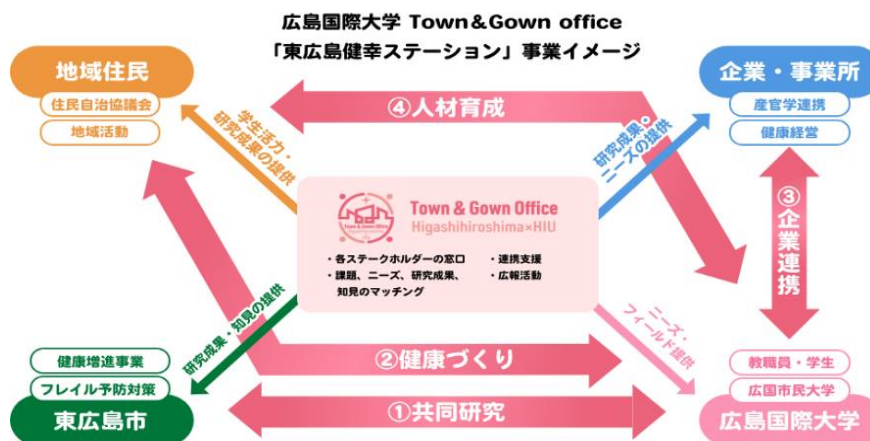 広島国際大学 Town&Gown office
「東広島健幸ステーション」事業イメージ
地域住民
住民自治協議会
地域活動
企業・事業所
産官学連携
健康経営
④人材育成
学生活力・
研究成果の提供
研究成果・
ニーズの提供
Town & Gown Office
Town & Gown Office
Higashihiroshima×HIU
・各ステークホルダーの窓口
・課題、ニーズ、研究成果、
知見のマッチング
・連携支援
・広報活動
③企業連携
研究成果・知見の提供
ニーズ・
フィールド提供
②健康づくり
①共同研究
健康増進事業
フレイル予防対策
東広島市
教職員・学生
広国市民大学
広島国際大学